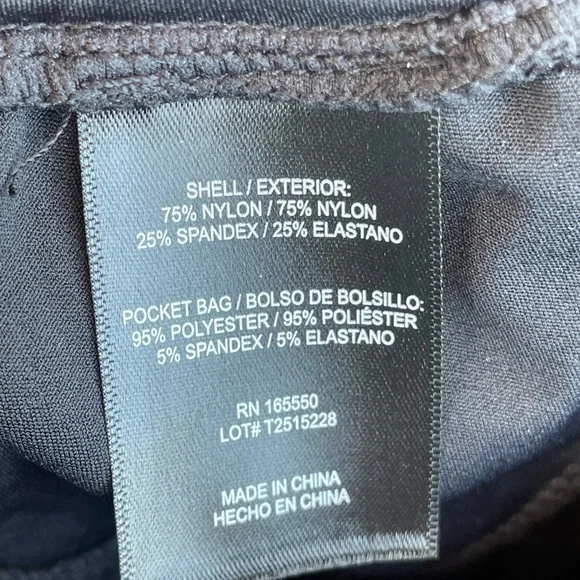 SHELL / EXTERIOR:
75% NYLON / 75% NYLON
25% SPANDEX / 25% ELASTANO
POCKET BAG / BOLSO DE BOLSILLO:
95% POLYESTER / 95% POLIÉSTER
5% SPANDEX / 5% ELASTANO
RN 165550
LOT# T2515228
MADE IN CHINA
HECHO EN CHINA